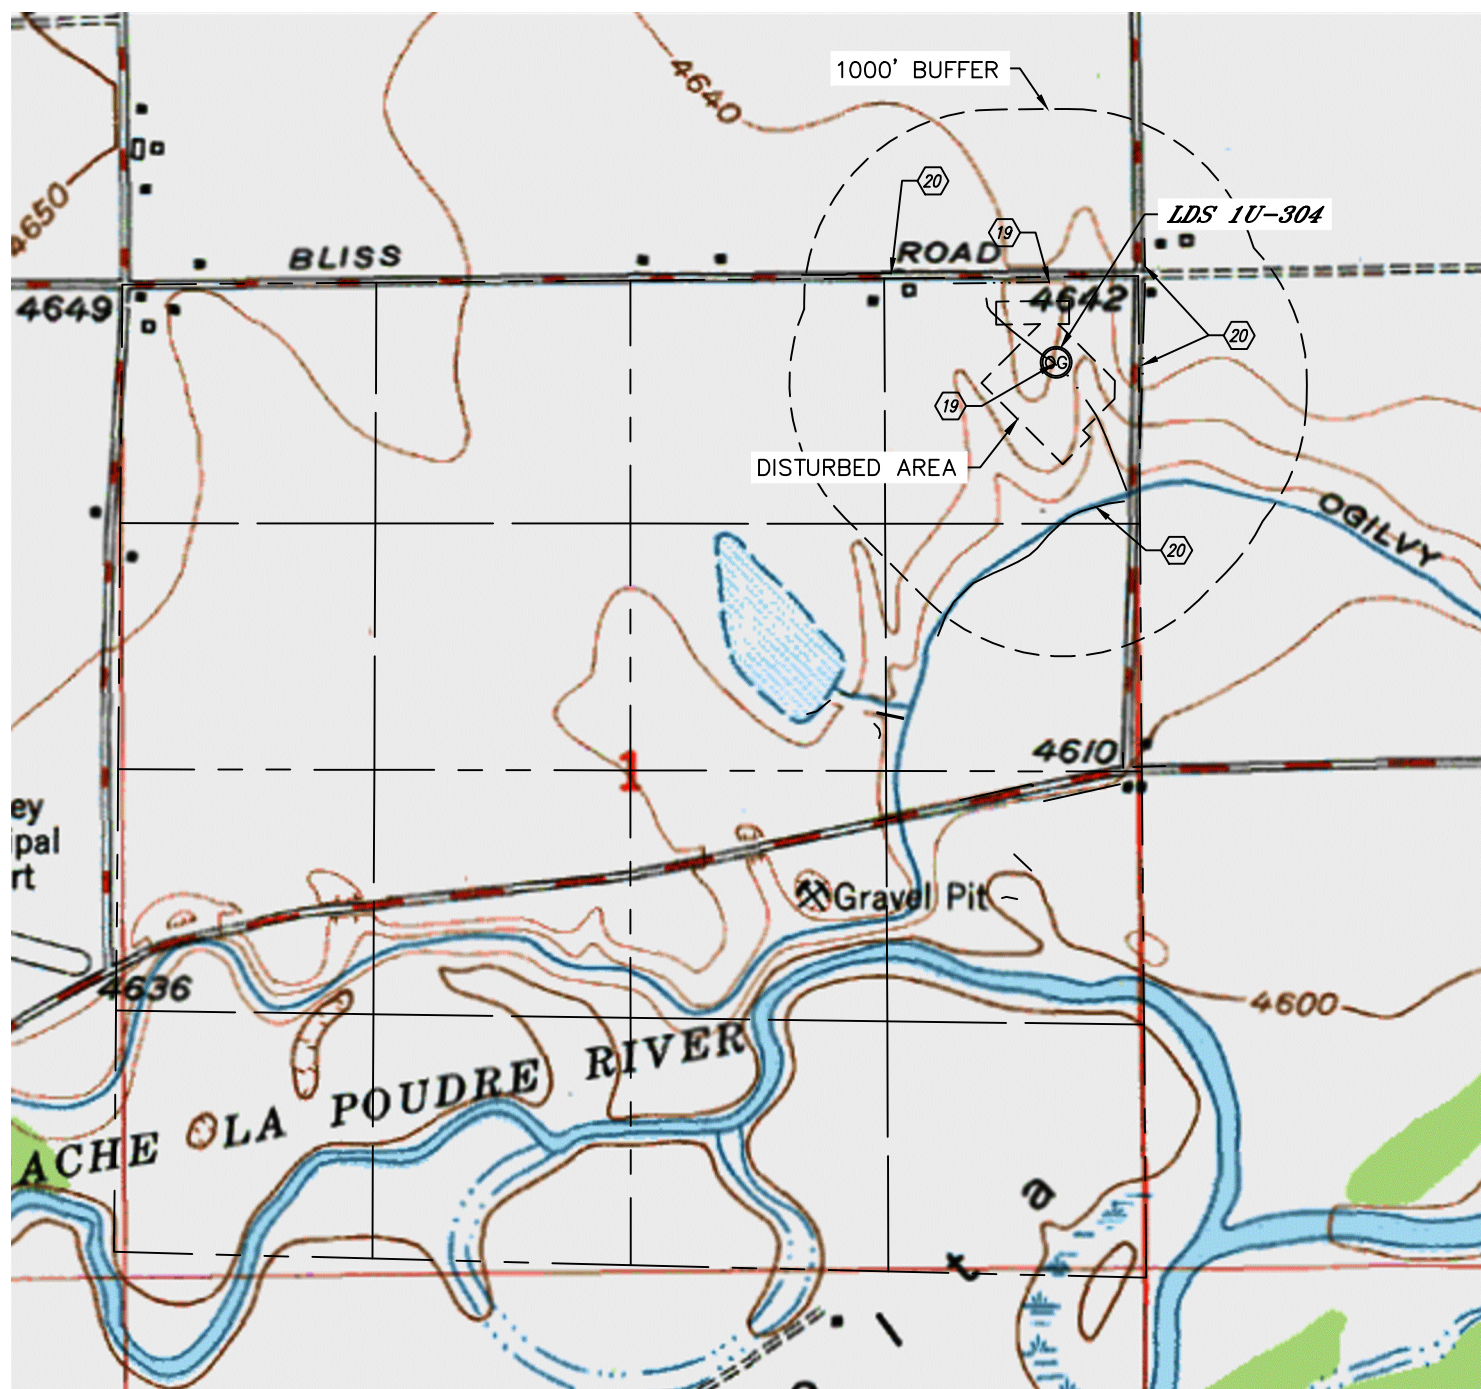 1000' BUFFER
4640
4650
20
LDS 1U-304
19
BLISS
ROAD
4649
4642
20
19
DISTURBED AREA
OGILVY
20
4610
1
ey
ipal
rt
Gravel Pit
4636
4600
ACHE LA POUDRE RIVER
OG
a
t
l